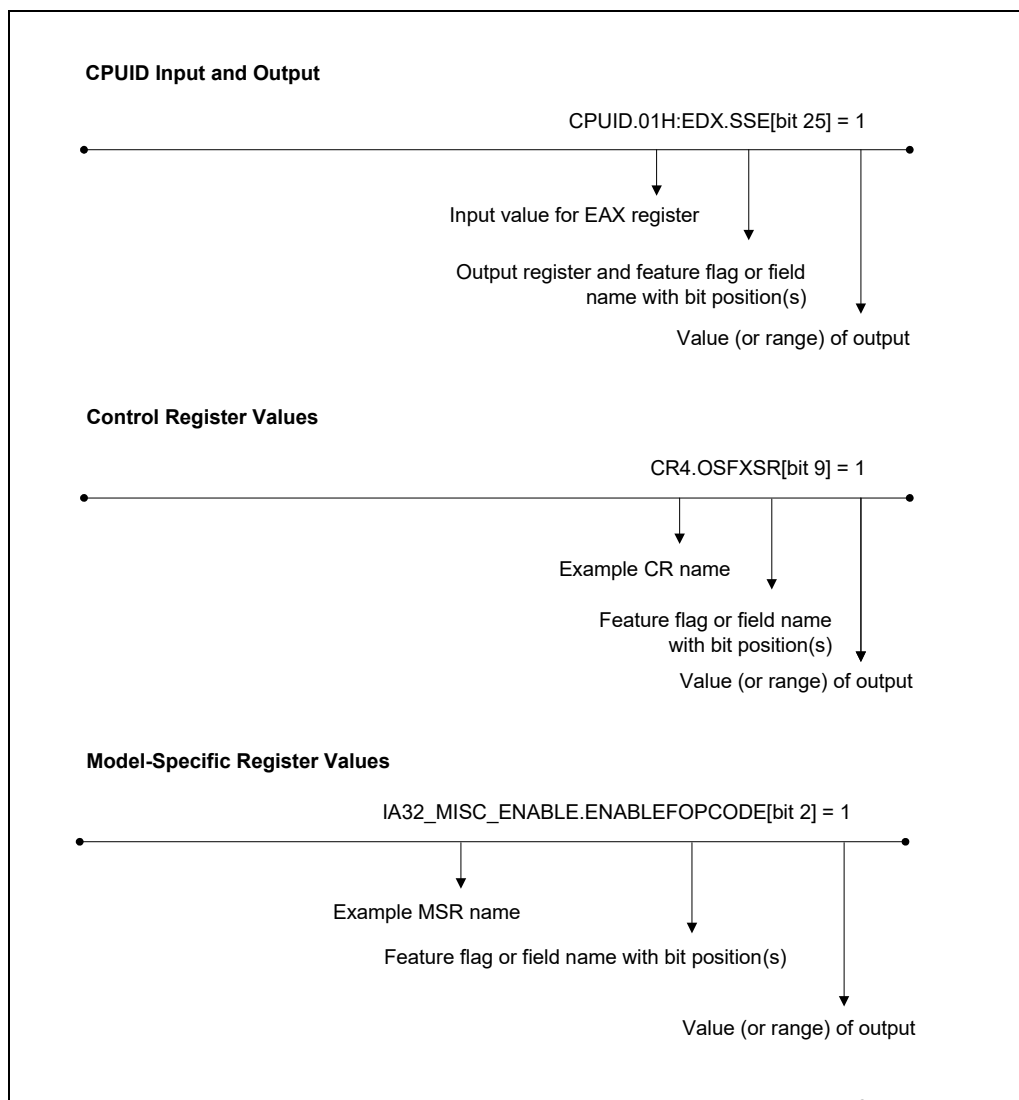 CPUID Input and Output
CPUID.01H:EDX.SSE[bit 25] = 1
Input value for EAX register
Output register and feature flag or field
name with bit position(s)
Value (or range) of output
Control Register Values
CR4.OSFXSR[bit 9] = 1
Example CR name
Feature flag or field name
with bit position(s)
Value (or range) of output
Model-Specific Register Values
IA32_MISC_ENABLE.ENABLEFOPCODE[bit 2] = 1
Example MSR name
Feature flag or field name with bit position(s)
Value (or range) of output